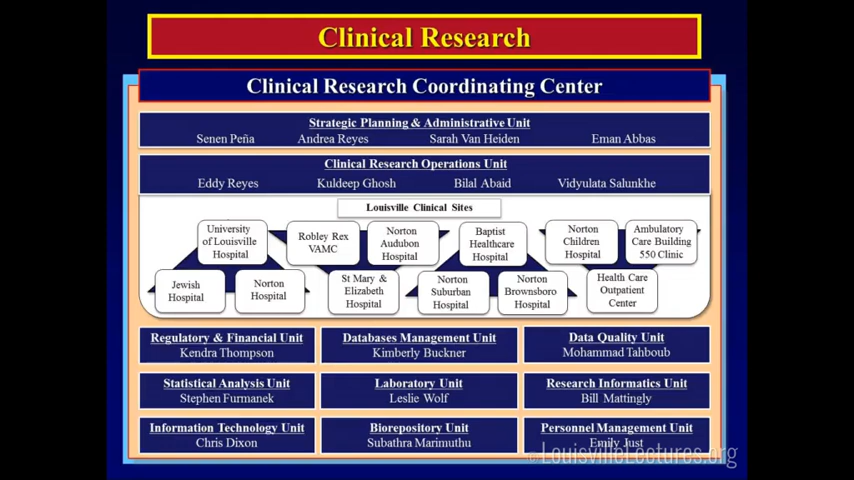 Clinical Research
Clinical Research Coordinating Center
Strategic Planning & Administrative Unit
Senen Peña Andrea Reyes Sarah Van Heiden Eman Abbas
Clinical Research Operations Unit
Eddy Reyes Kuldeep Ghosh Bilal Abaid Vidyulata Salunkhe
Louisville Clinical Sites
University
of Louisville
Hospital
Robley Rex
VAMC
Norton
Audubon
Hospital
Baptist
Healthcare
Hospital
Norton
Children
Hospital
Ambulatory
Care Building
550 Clinic
Jewish
Hospital
Norton
Hospital
St Mary &
Elizabeth
Hospital
Norton
Suburban
Hospital
Norton
Brownsboro
Hospital
Health Care
Outpatient
Center
Regulatory & Financial Unit
Kendra Thompson
Databases Management Unit
Kimberly Buckner
Data Quality Unit
Mohammad Tahboub
Statistical Analysis Unit
Stephen Furmanek
Laboratory Unit
Leslie Wolf
Research Informatics Unit
Bill Mattingly
Information Technology Unit
Chris Dixon
Biorepository Unit
Subathra Marimuthu
Personnel Management Unit
Emily Just
© LouisvilleLectures.org